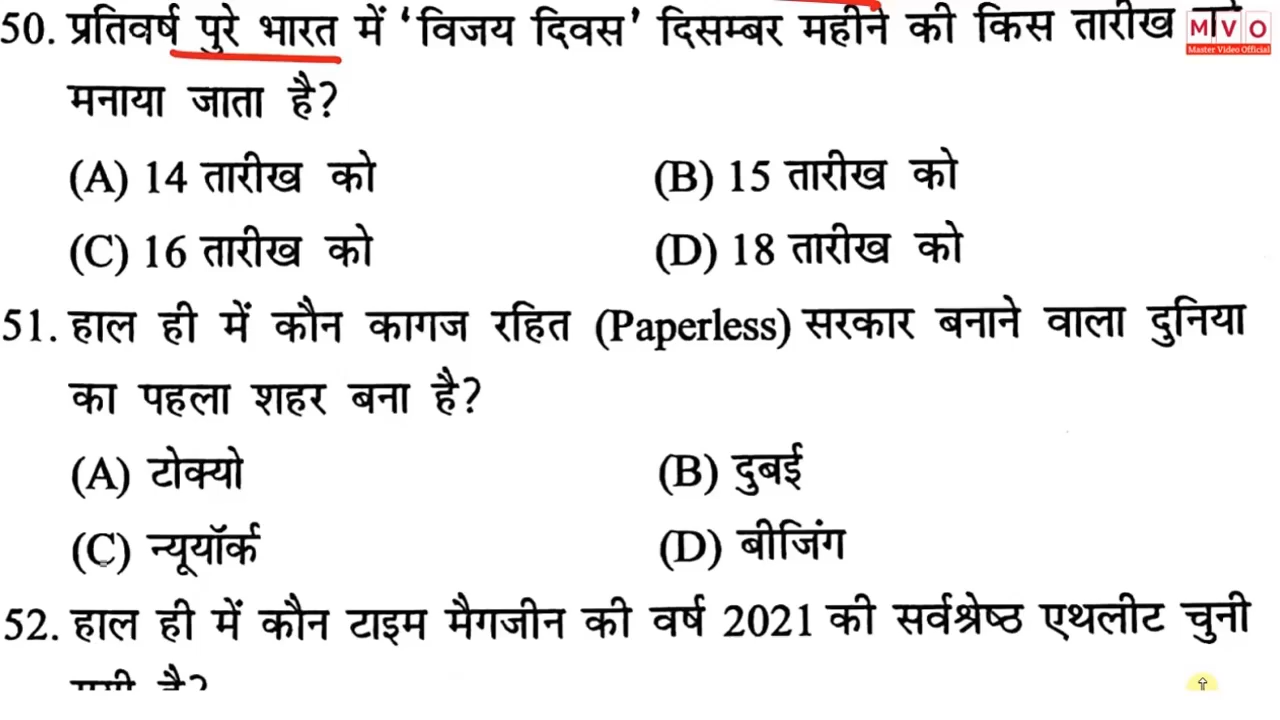 50. प्रतिवर्ष पुरे भारत में ‘विजय दिवस’ दिसम्बर महीने की किस तारीख
M V O
Master Video Official
मनाया जाता है?
(A) 14 तारीख को (B) 15 तारीख को
(C) 16 तारीख को (D) 18 तारीख को
51. हाल ही में कौन कागज रहित (Paperless) सरकार बनाने वाला दुनिया
का पहला शहर बना है?
(A) टोक्यो (B) दुबई
(C) न्यूयॉर्क (D) बीजिंग
52. हाल ही में कौन टाइम मैगजीन की वर्ष 2021 की सर्वश्रेष्ठ एथलीट चुनी